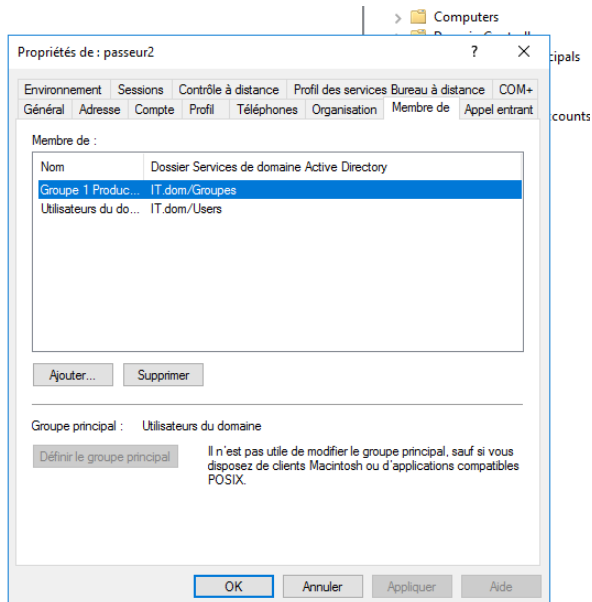 Computers
Propriétés de : passeur2 ? ×
cipals
Environnement Sessions Contrôle à distance Profil des services Bureau à distance COM+
Général Adresse Compte Profil Téléphones Organisation Membre de Appel entrant
ccounts
Membre de :
Nom Dossier Services de domaine Active Directory
Groupe 1 Produc... IT.dom/Groupes
Utilisateurs du do... IT.dom/Users
Ajouter... Supprimer
Groupe principal : Utilisateurs du domaine
Définir le groupe principal
Il n'est pas utile de modifier le groupe principal, sauf si vous
disposez de clients Macintosh ou d'applications compatibles
POSIX.
OK Annuler Appliquer Aide